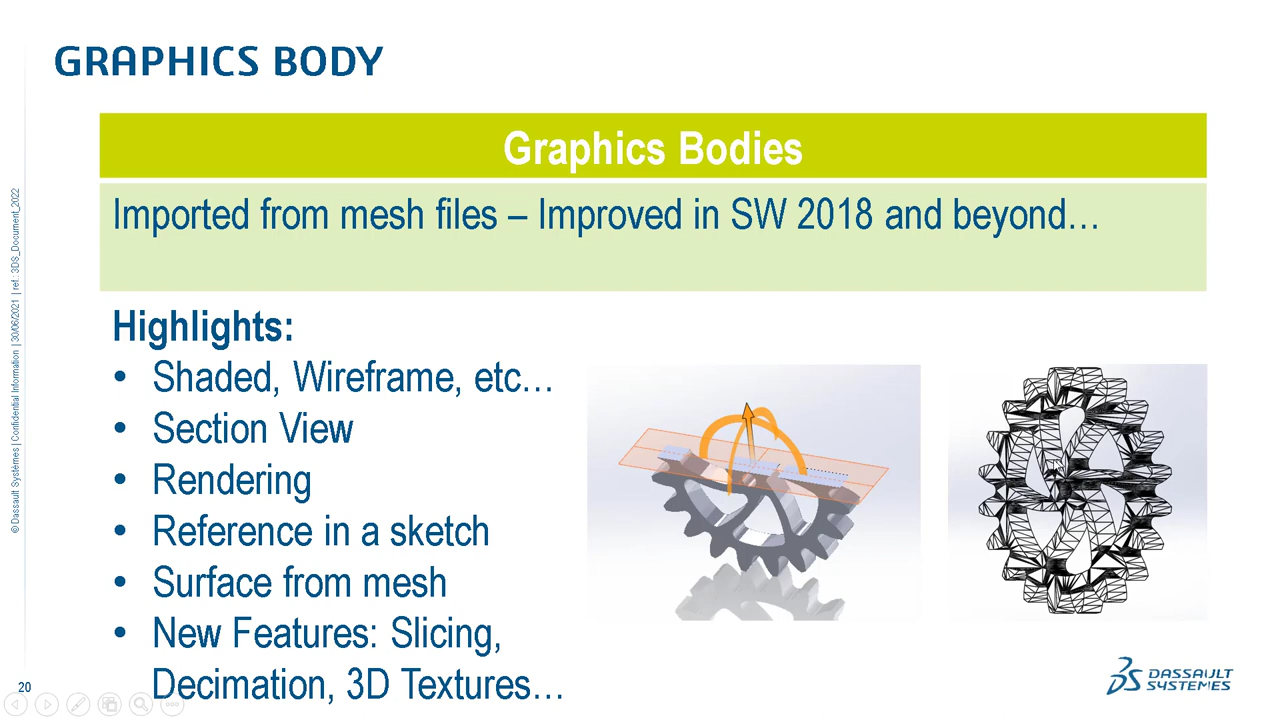 GRAPHICS BODY
Graphics Bodies
Imported from mesh files – Improved in SW 2018 and beyond…
Highlights:
• Shaded, Wireframe, etc…
• Section View
• Rendering
• Reference in a sketch
• Surface from mesh
• New Features: Slicing,
Decimation, 3D Textures…
© Dassault Systèmes | Confidential Information | 30/06/2021 | ref.: 3DS_Document_2022
20
3DS DASSAULT
SYSTEMES